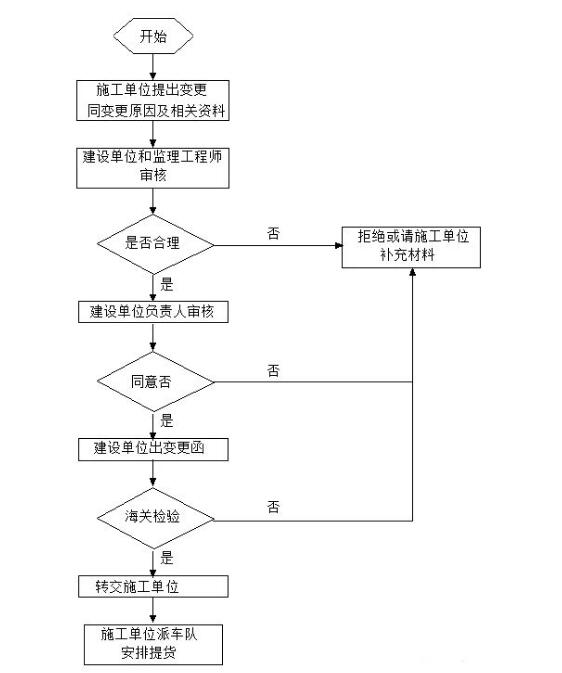 开始
施工单位提出变更
同变更原因及相关资料
建设单位和监理工程师
审核
是否合理
否
拒绝或请施工单位
补充材料
是
建设单位负责人审核
同意否
否
是
建设单位出变更函
海关检验
否
是
转交施工单位
施工单位派车队
安排提货